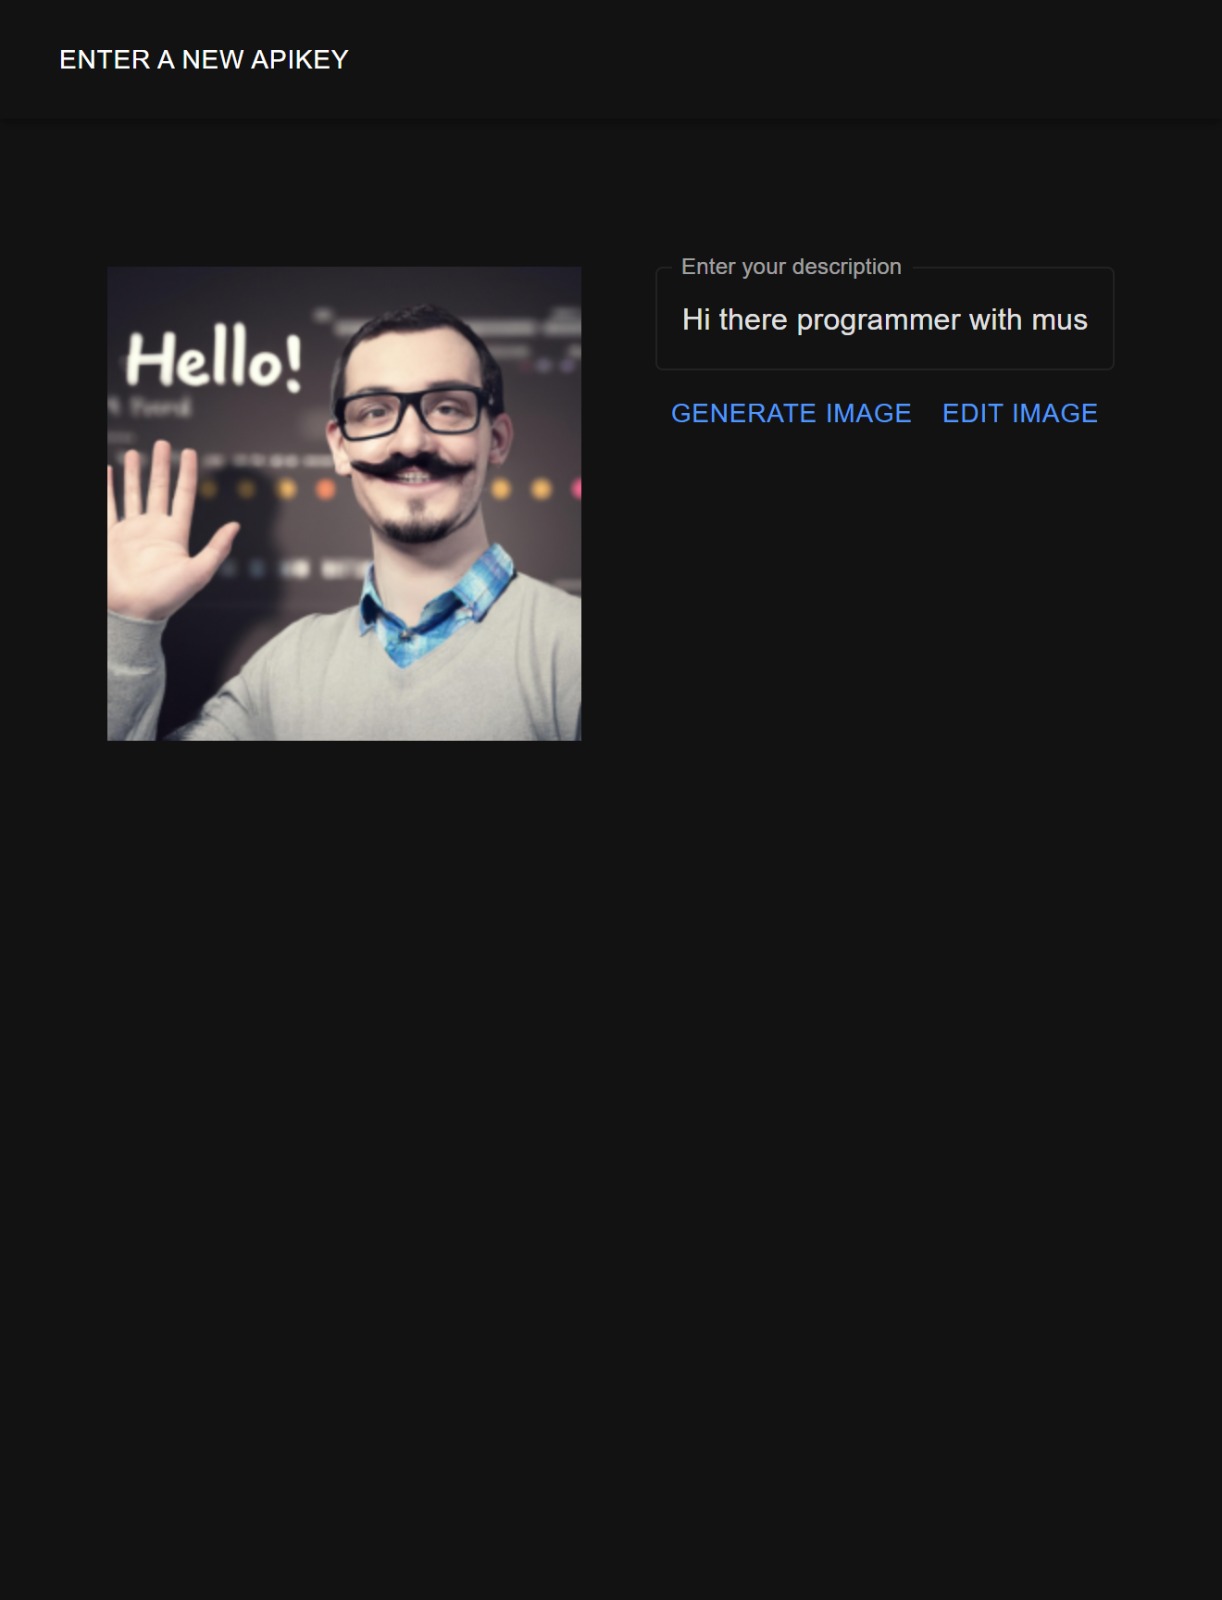 ENTER A NEW APIKEY
Hello!
Enter your description
Hi there programmer with mus
GENERATE IMAGE EDIT IMAGE